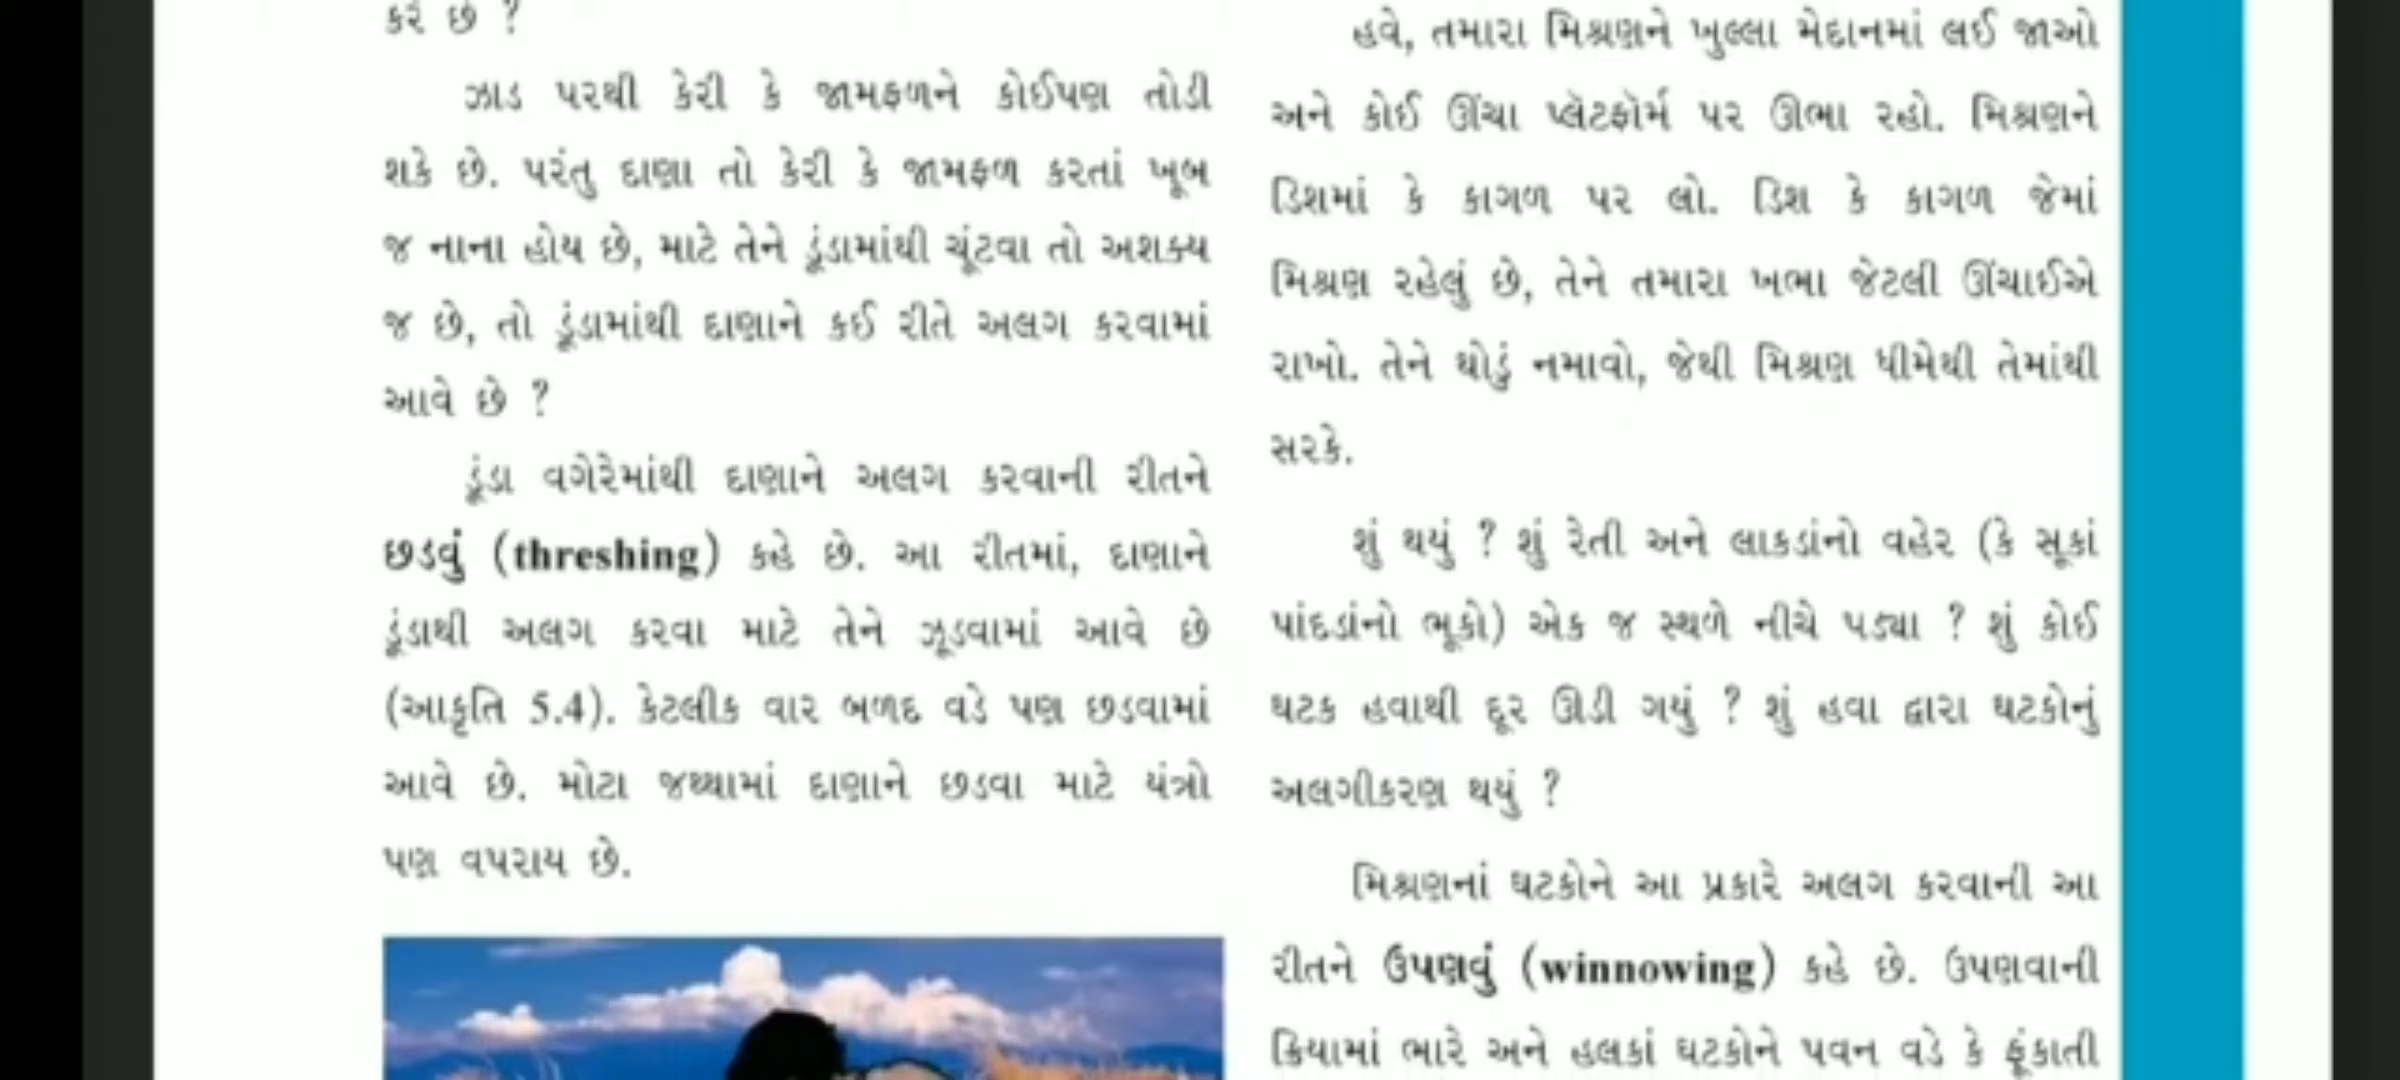 કરે છે ?
ઝાડ પરથી કેરી કે જામફળને કોઈપણ તોડી
શકે છે. પરંતુ દાણા તો કેરી કે જામફળ કરતાં ખૂબ
જ નાના હોય છે, માટે તેને ડૂંડામાંથી ચૂંટવા તો અશક્ય
જ છે, તો ડૂંડામાંથી દાણાને કઈ રીતે અલગ કરવામાં
આવે છે ?
ડૂંડા વગેરેમાંથી દાણાને અલગ કરવાની રીતને
છડવું (threshing) કહે છે. આ રીતમાં, દાણાને
ડૂંડાથી અલગ કરવા માટે તેને ઝૂડવામાં આવે છે
(આકૃતિ 5.4). કેટલીક વાર બળદ વડે પણ છડવામાં
આવે છે. મોટા જથ્થામાં દાણાને છડવા માટે યંત્રો
પણ વપરાય છે.
હવે, તમારા મિશ્રણને ખુલ્લા મેદાનમાં લઈ જાઓ
અને કોઈ ઊંચા પ્લૅટફૉર્મ પર ઊભા રહો. મિશ્રણને
ડિશમાં કે કાગળ પર લો. ડિશ કે કાગળ જેમાં
મિશ્રણ રહેલું છે, તેને તમારા ખભા જેટલી ઊંચાઈએ
રાખો. તેને થોડું નમાવો, જેથી મિશ્રણ ધીમેથી તેમાંથી
સરકે.
શું થયું ? શું રેતી અને લાકડાંનો વહેર (કે સૂકાં
પાંદડાંનો ભૂકો) એક જ સ્થળે નીચે પડ્યા ? શું કોઈ
ઘટક હવાથી દૂર ઊડી ગયું ? શું હવા દ્વારા ઘટકોનું
અલગીકરણ થયું ?
મિશ્રણનાં ઘટકોને આ પ્રકારે અલગ કરવાની આ
રીતને ઉપણવું (winnowing) કહે છે. ઉપણવાની
ક્રિયામાં ભારે અને હલકાં ઘટકોને પવન વડે કે ફૂંકાતી